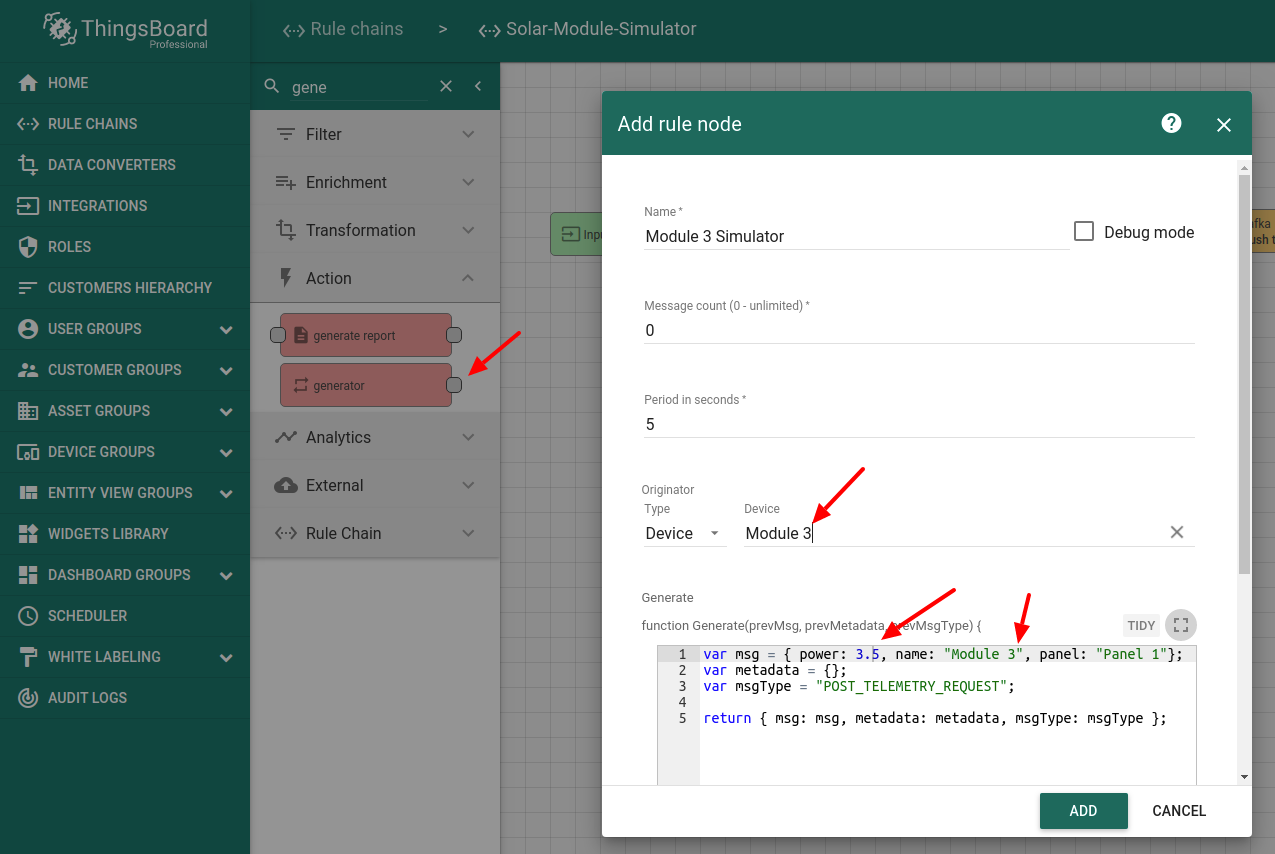 ThingsBoard
Professional
Rule chains > Solar-Module-Simulator
HOME
RULE CHAINS
DATA CONVERTERS
INTEGRATIONS
ROLES
CUSTOMERS HIERARCHY
USER GROUPS
CUSTOMER GROUPS
ASSET GROUPS
DEVICE GROUPS
ENTITY VIEW GROUPS
WIDGETS LIBRARY
DASHBOARD GROUPS
SCHEDULER
WHITE LABELING
AUDIT LOGS
gene
Filter
Enrichment
Transformation
Action
generate report
generator
Analytics
External
Rule Chain
Add rule node
Name *
Module 3 Simulator
Debug mode
Message count (0 - unlimited) *
0
Period in seconds *
5
Originator
Type Device
Device Module 3
Generate
function Generate(prevMsg, prevMetadata, prevMsgType) {
TIDY
1 var msg = { power: 3.5, name: "Module 3", panel: "Panel 1"};
2 var metadata = {};
3 var msgType = "POST_TELEMETRY_REQUEST";
4
5 return { msg: msg, metadata: metadata, msgType: msgType };
ADD CANCEL